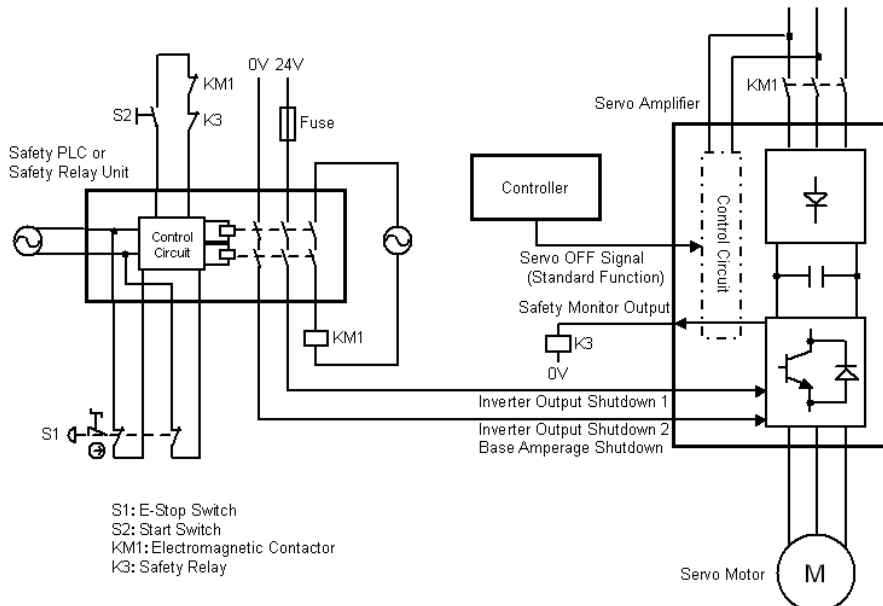 0V 24V
KM1
S2
K3
Fuse
KM1
Servo Amplifier
Safety PLC or
Safety Relay Unit
Control
Circuit
Controller
Control Circuit
Servo OFF Signal
(Standard Function)
Safety Monitor Output
KM1
K3
0V
Inverter Output Shutdown 1
Inverter Output Shutdown 2
Base Amperage Shutdown
S1
S1: E-Stop Switch
S2: Start Switch
KM1: Electromagnetic Contactor
K3: Safety Relay
Servo Motor
M